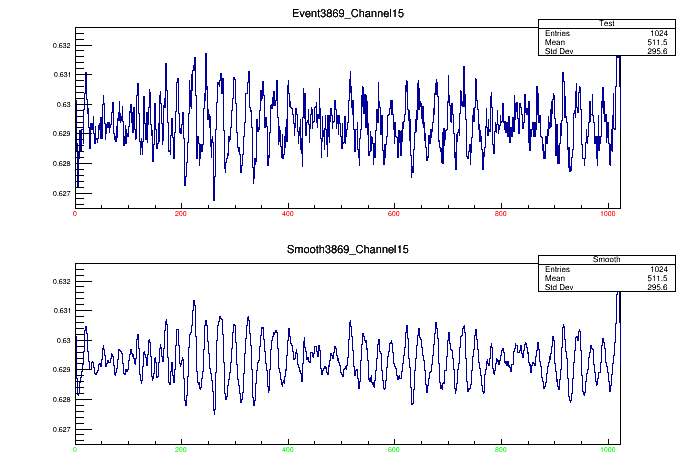 Event3869_Channel15
Test
Entries 1024
Mean 511.5
Std Dev 295.6
0.632
0.631
0.63
0.629
0.628
0.627
0 200 400 600 800 1000
Smooth3869_Channel15
Smooth
Entries 1024
Mean 511.5
Std Dev 295.6
0.632
0.631
0.63
0.629
0.628
0.627
0 200 400 600 800 1000